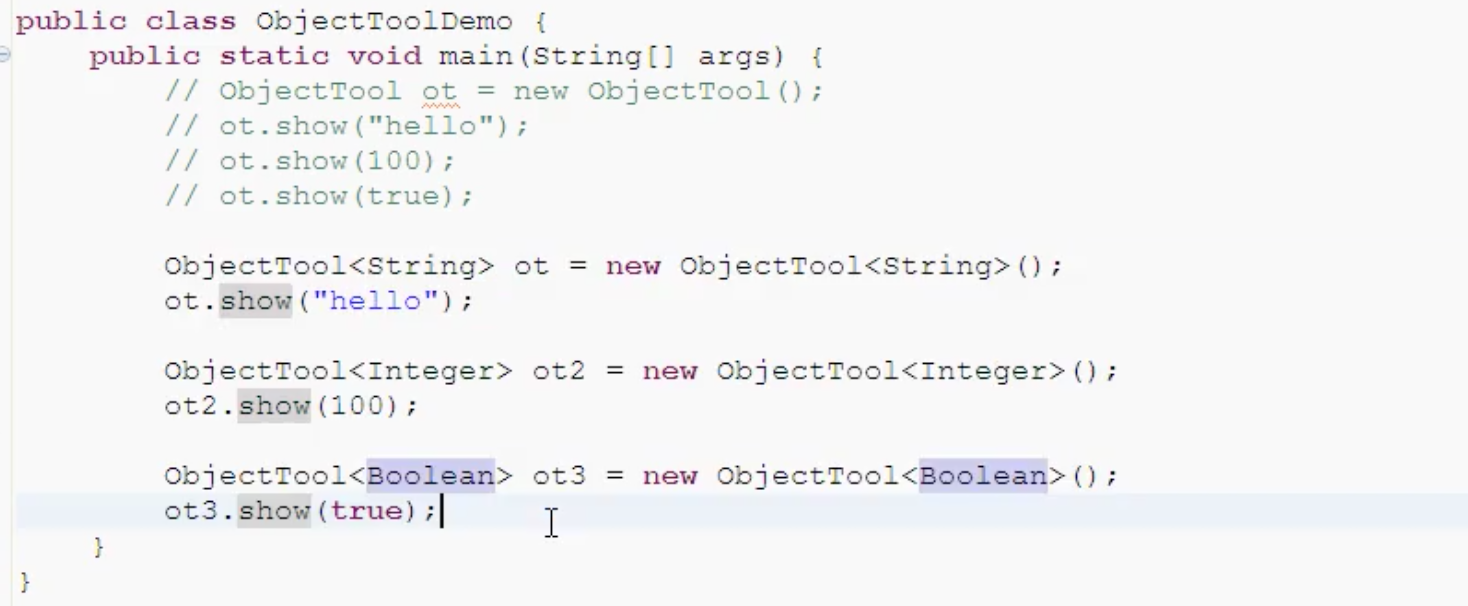 public class ObjectToolDemo {
    public static void main(String[] args) {
        // ObjectTool ot = new ObjectTool();
        // ot.show("hello");
        // ot.show(100);
        // ot.show(true);

        ObjectTool<String> ot = new ObjectTool<String>();
        ot.show("hello");

        ObjectTool<Integer> ot2 = new ObjectTool<Integer>();
        ot2.show(100);

        ObjectTool<Boolean> ot3 = new ObjectTool<Boolean>();
        ot3.show(true);
    }
}